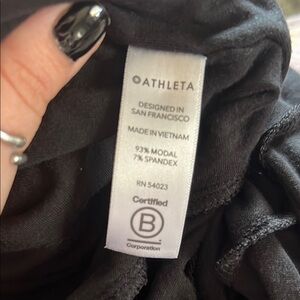 ATHLETA
DESIGNED IN
SAN FRANCISCO
MADE IN VIETNAM
93% MODAL
7% SPANDEX
RN 54023
Certified
B
Corporation